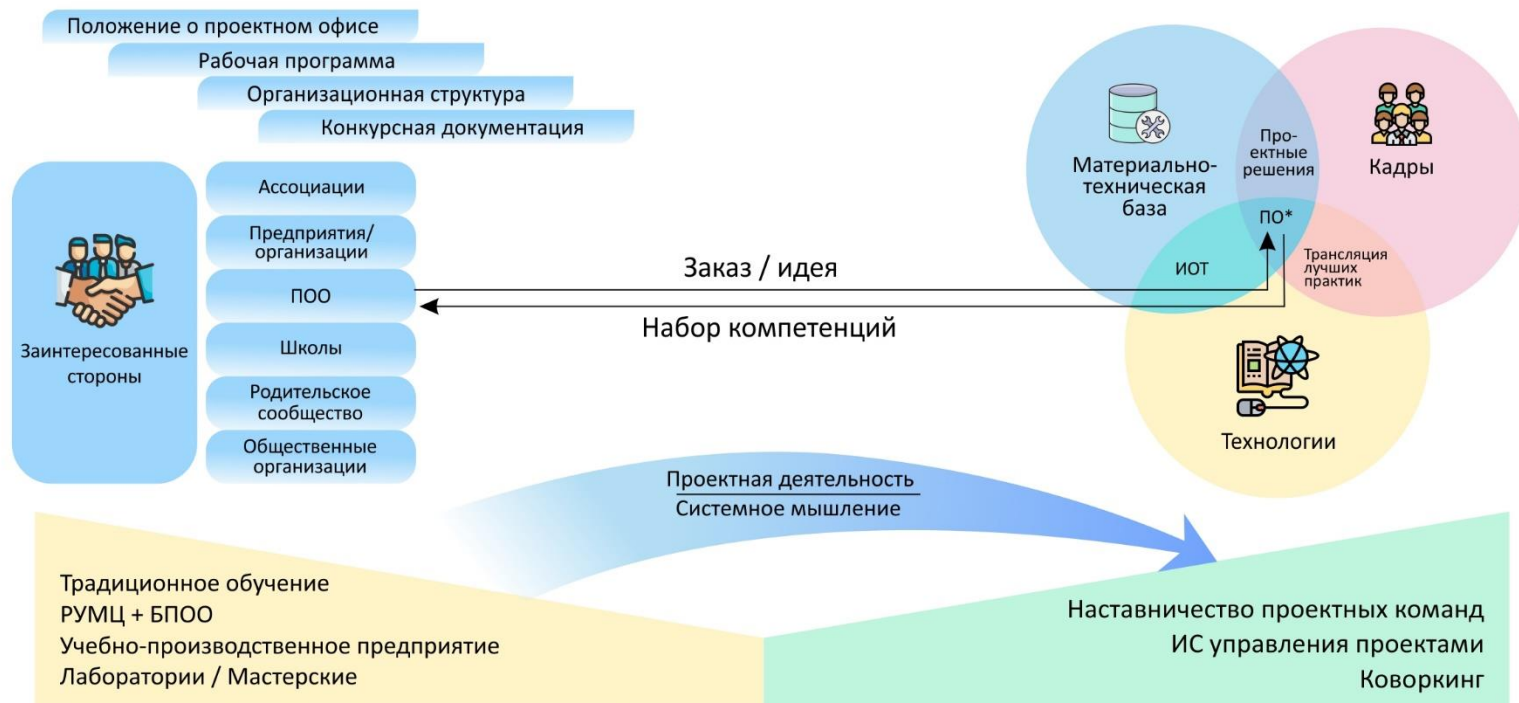 Положение о проектном офисе
Рабочая программа
Организационная структура
Конкурсная документация
Заинтересованные
стороны
Ассоциации
Предприятия/
организации
ПОО
Школы
Родительское
сообщество
Общественные
организации
Заказ / идея
Набор компетенций
Материально-
техническая
база
Про-
ектные
решения
Кадры
ПО*
ИОТ
Трансляция
лучших
практик
Технологии
Проектная деятельность
Системное мышление
Традиционное обучение
РУМЦ + БПОО
Учебно-производственное предприятие
Лаборатории / Мастерские
Наставничество проектных команд
ИС управления проектами
Коворкинг